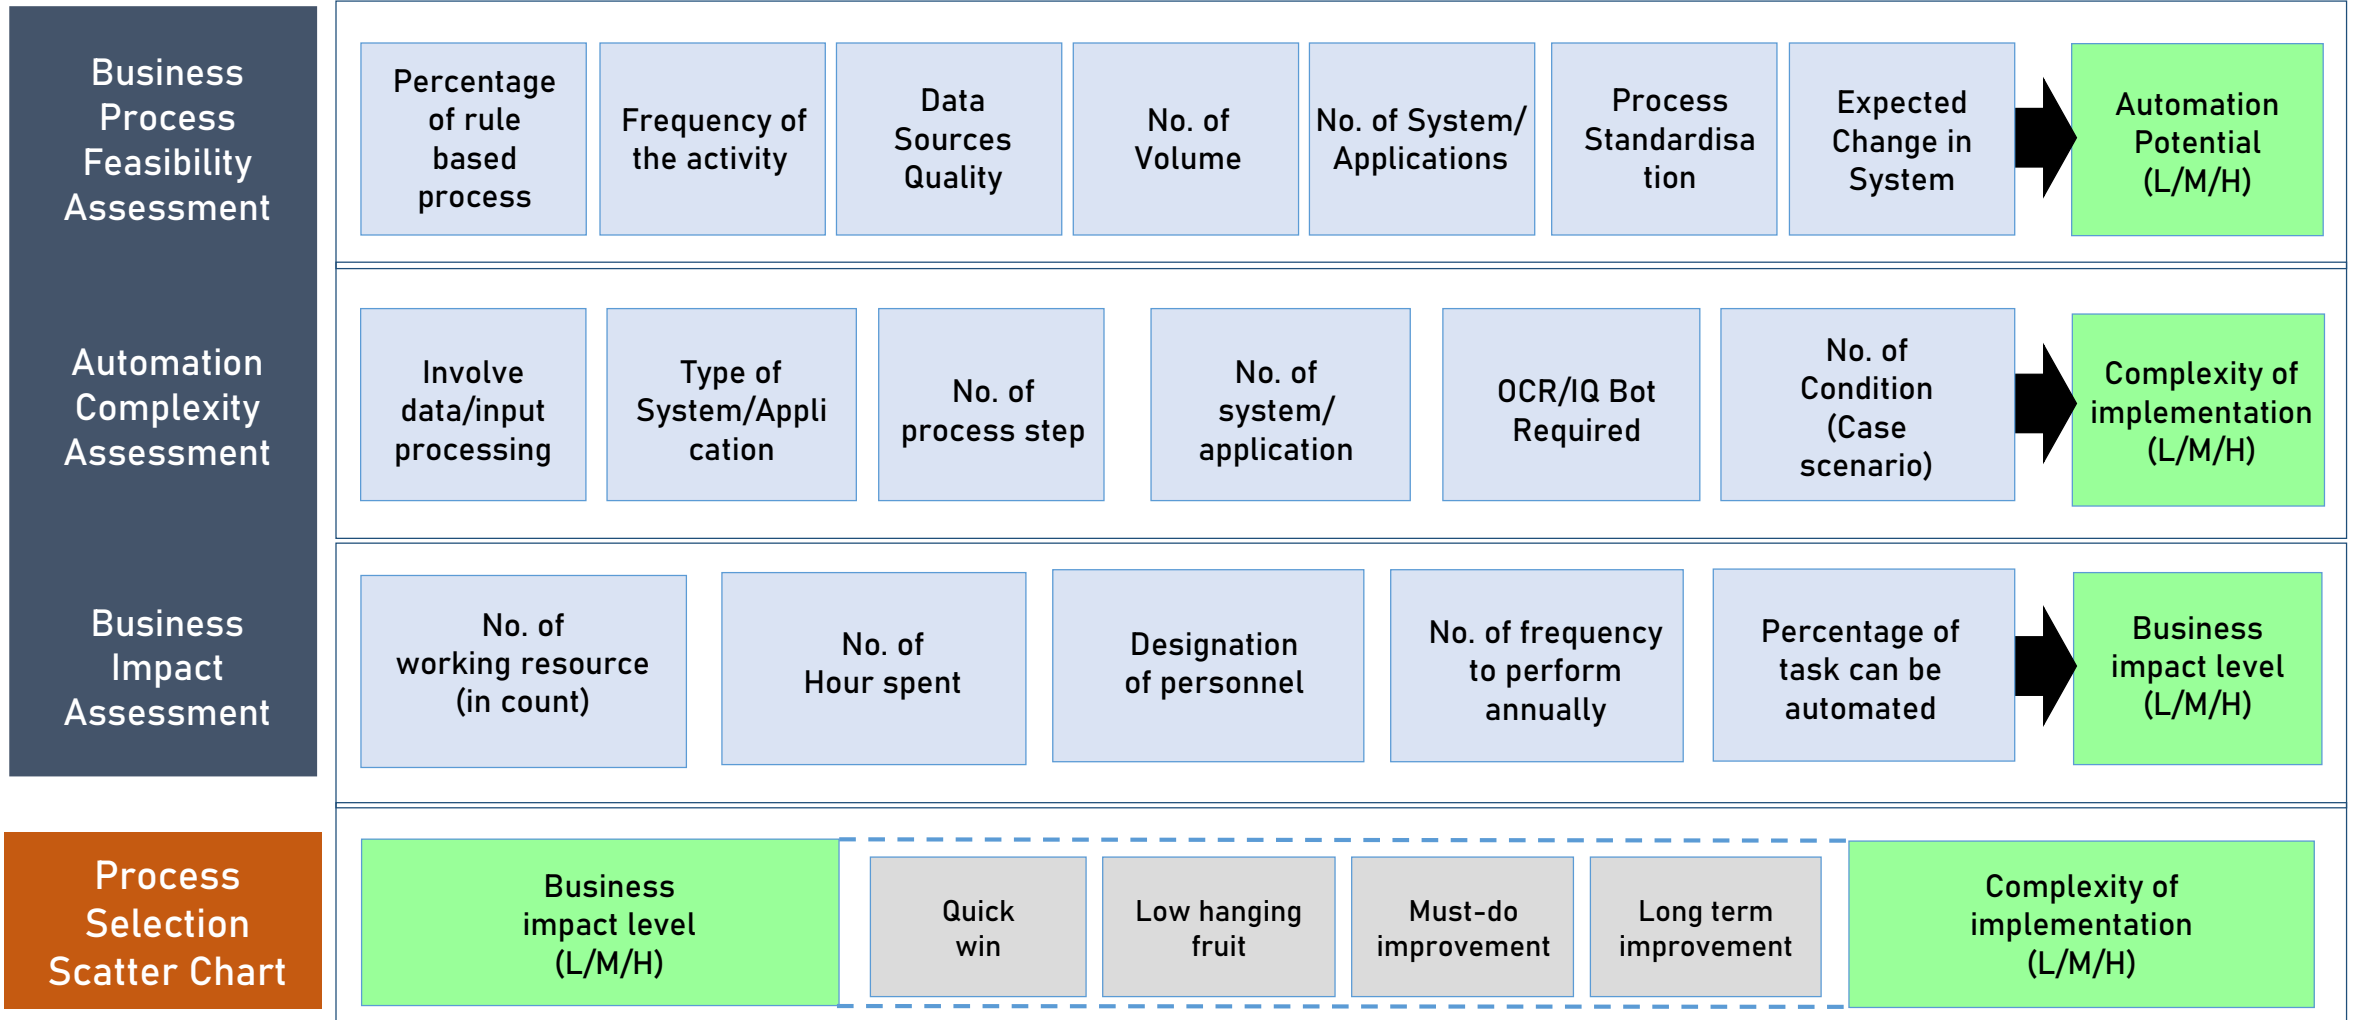 Business
Process
Feasibility
Assessment
Percentage
of rule
based
process
Frequency of
the activity
Data
Sources
Quality
No. of
Volume
No. of System/
Applications
Process
Standardisa
tion
Expected
Change in
System
Automation
Potential
(L/M/H)
Automation
Complexity
Assessment
Involve
data/input
processing
Type of
System/Appli
cation
No. of
process step
No. of
system/
application
OCR/IQ Bot
Required
No. of
Condition
(Case
scenario)
Complexity of
implementation
(L/M/H)
Business
Impact
Assessment
No. of
working resource
(in count)
No. of
Hour spent
Designation
of personnel
No. of frequency
to perform
annually
Percentage of
task can be
automated
Business
impact level
(L/M/H)
Process
Selection
Scatter Chart
Business
impact level
(L/M/H)
Quick
win
Low hanging
fruit
Must-do
improvement
Long term
improvement
Complexity of
implementation
(L/M/H)